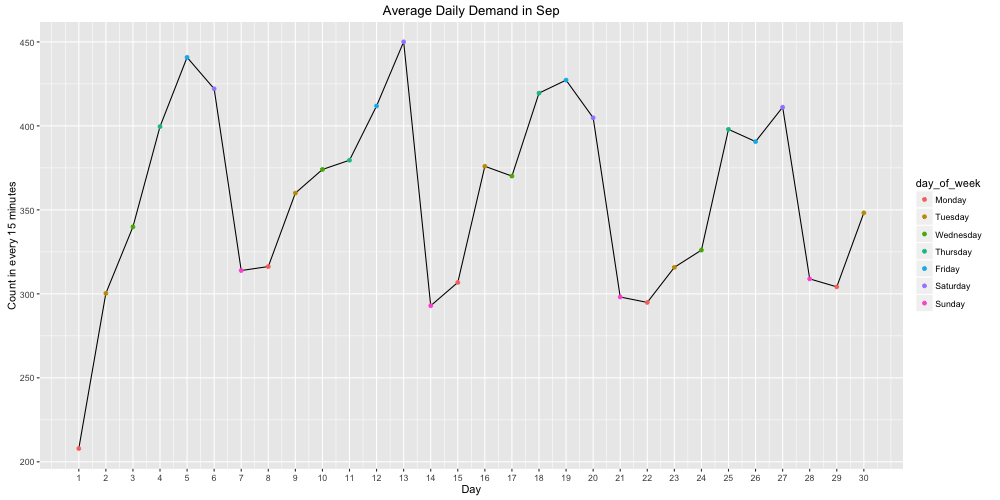 Average Daily Demand in Sep
Count in every 15 minutes
450
400
350
300
250
200
1 2 3 4 5 6 7 8 9 10 11 12 13 14 15 16 17 18 19 20 21 22 23 24 25 26 27 28 29 30
Day
day_of_week
Monday
Tuesday
Wednesday
Thursday
Friday
Saturday
Sunday